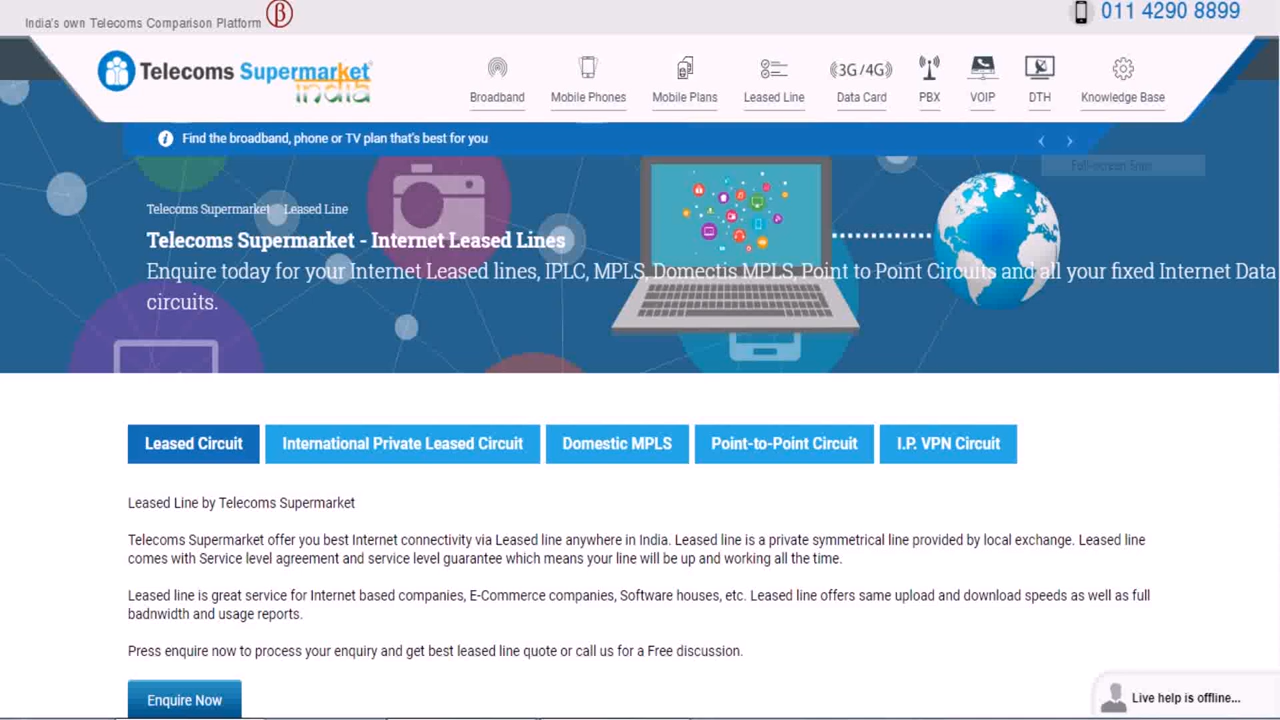 India's own Telecoms Comparison Platform β
011 4290 8899
Telecoms Supermarket
india
Broadband
Mobile Phones
Mobile Plans
Leased Line
3G / 4G
Data Card
PBX
VOIP
DTH
Knowledge Base
Find the broadband, phone or TV plan that's best for you
Full-screen Snip
Telecoms Supermarket Leased Line
Telecoms Supermarket - Internet Leased Lines
Enquire today for your Internet Leased lines, IPLC, MPLS, Domectis MPLS, Point to Point Circuits and all your fixed Internet Data
circuits.
Leased Circuit
International Private Leased Circuit
Domestic MPLS
Point-to-Point Circuit
I.P. VPN Circuit
Leased Line by Telecoms Supermarket
Telecoms Supermarket offer you best Internet connectivity via Leased line anywhere in India. Leased line is a private symmetrical line provided by local exchange. Leased line
comes with Service level agreement and service level guarantee which means your line will be up and working all the time.
Leased line is great service for Internet based companies, E-Commerce companies, Software houses, etc. Leased line offers same upload and download speeds as well as full
badnwidth and usage reports.
Press enquire now to process your enquiry and get best leased line quote or call us for a Free discussion.
Enquire Now
Live help is offline...